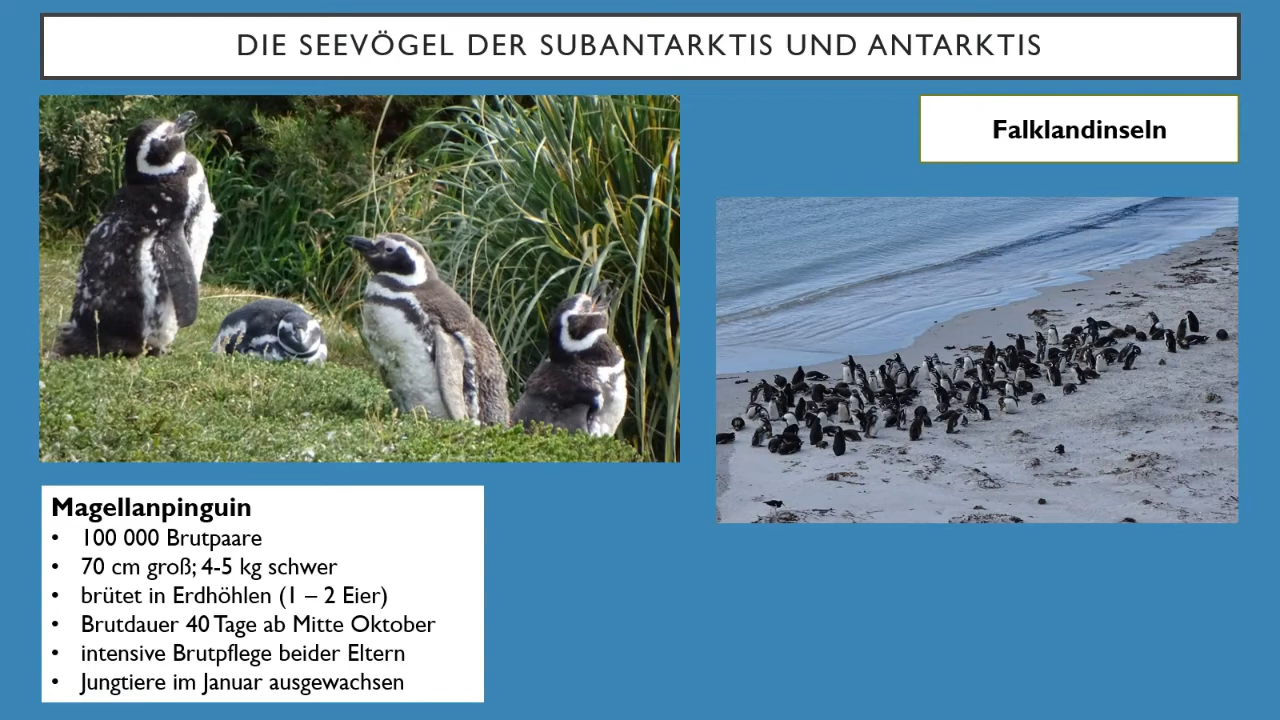 DIE SEEVÖGEL DER SUBANTARKTIS UND ANTARKTIS
Falklandinseln
Magellanpinguin
• 100 000 Brutpaare
• 70 cm groß; 4-5 kg schwer
• brütet in Erdhöhlen (1 – 2 Eier)
• Brutdauer 40 Tage ab Mitte Oktober
• intensive Brutpflege beider Eltern
• Jungtiere im Januar ausgewachsen